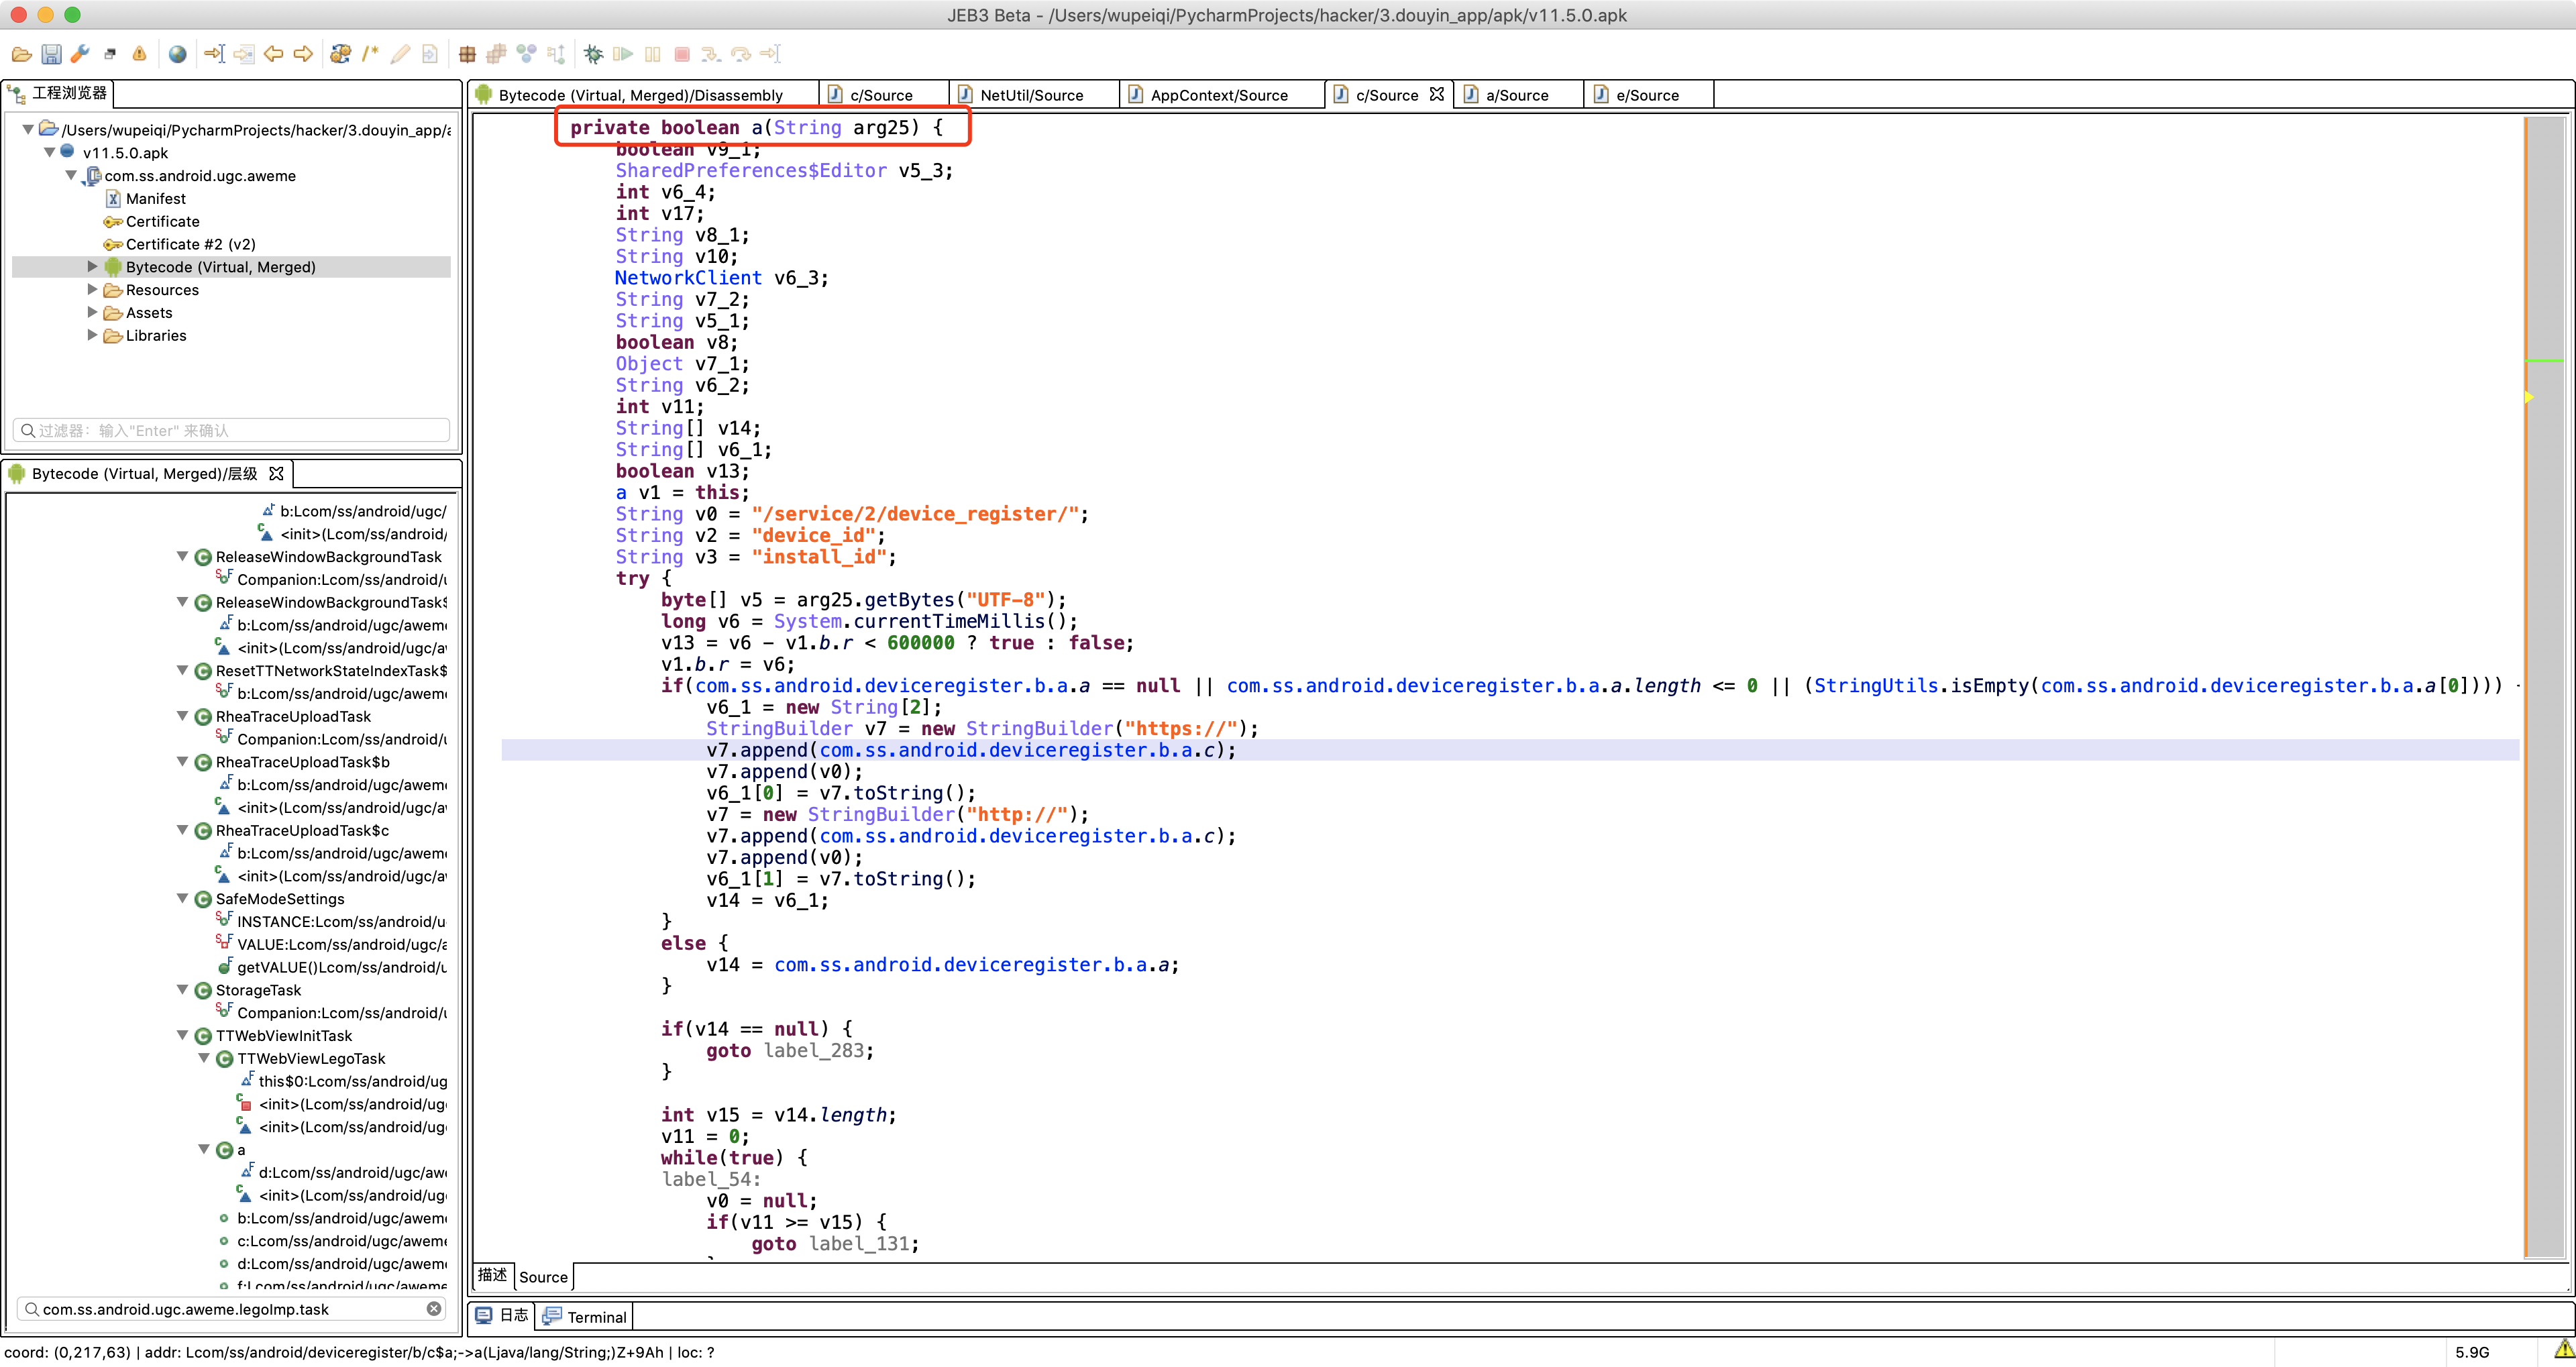 JEB3 Beta - /Users/wupeiqi/PycharmProjects/hacker/3.douyin_app/apk/v11.5.0.apk
工程浏览器
/Users/wupeiqi/PycharmProjects/hacker/3.douyin_app/a
v11.5.0.apk
com.ss.android.ugc.aweme
Manifest
Certificate
Certificate #2 (v2)
Bytecode (Virtual, Merged)
Resources
Assets
Libraries
过滤器：输入"Enter" 来确认
Bytecode (Virtual, Merged)/层级
b:Lcom/ss/android/ugc/
<init>(Lcom/ss/android/
ReleaseWindowBackgroundTask
Companion:Lcom/ss/android/u
ReleaseWindowBackgroundTask$
b:Lcom/ss/android/ugc/aweme
<init>(Lcom/ss/android/ugc/a
ResetTTNetworkStateIndexTask$
b:Lcom/ss/android/ugc/aweme
RheaTraceUploadTask
Companion:Lcom/ss/android/u
RheaTraceUploadTask$b
b:Lcom/ss/android/ugc/aweme
<init>(Lcom/ss/android/ugc/a
RheaTraceUploadTask$c
b:Lcom/ss/android/ugc/aweme
<init>(Lcom/ss/android/ugc/a
SafeModeSettings
INSTANCE:Lcom/ss/android/u
VALUE:Lcom/ss/android/ugc/a
getVALUE()Lcom/ss/android/u
StorageTask
Companion:Lcom/ss/android/u
TTWebViewInitTask
TTWebViewLegoTask
this$0:Lcom/ss/android/ug
<init>(Lcom/ss/android/ug
<init>(Lcom/ss/android/ug
a
d:Lcom/ss/android/ugc/aw
<init>(Lcom/ss/android/ug
b:Lcom/ss/android/ugc/aweme
c:Lcom/ss/android/ugc/aweme
d:Lcom/ss/android/ugc/aweme
f:Lcom/ss/android/ugc/aweme
com.ss.android.ugc.aweme.legoImp.task
Bytecode (Virtual, Merged)/Disassembly
c/Source
NetUtil/Source
AppContext/Source
c/Source
a/Source
e/Source
private boolean a(String arg25) {
boolean v9_1;
SharedPreferences$Editor v5_3;
int v6_4;
int v17;
String v8_1;
String v10;
NetworkClient v6_3;
String v7_2;
String v5_1;
boolean v8;
Object v7_1;
String v6_2;
int v11;
String[] v14;
String[] v6_1;
boolean v13;
a v1 = this;
String v0 = "/service/2/device_register/";
String v2 = "device_id";
String v3 = "install_id";
try {
byte[] v5 = arg25.getBytes("UTF-8");
long v6 = System.currentTimeMillis();
v13 = v6 - v1.b.r < 600000 ? true : false;
v1.b.r = v6;
if(com.ss.android.deviceregister.b.a.a == null || com.ss.android.deviceregister.b.a.a.length <= 0 || (StringUtils.isEmpty(com.ss.android.deviceregister.b.a.a[0])))
v6_1 = new String[2];
StringBuilder v7 = new StringBuilder("https://");
v7.append(com.ss.android.deviceregister.b.a.c);
v7.append(v0);
v6_1[0] = v7.toString();
v7 = new StringBuilder("http://");
v7.append(com.ss.android.deviceregister.b.a.c);
v7.append(v0);
v6_1[1] = v7.toString();
v14 = v6_1;
}
else {
v14 = com.ss.android.deviceregister.b.a.a;
}
if(v14 == null) {
goto label_283;
}
int v15 = v14.length;
v11 = 0;
while(true) {
label_54:
v0 = null;
if(v11 >= v15) {
goto label_131;
描述
Source
日志
Terminal
coord: (0,217,63) | addr: Lcom/ss/android/deviceregister/b/c$a;->a(Ljava/lang/String;)Z+9Ah | loc: ?
5.9G